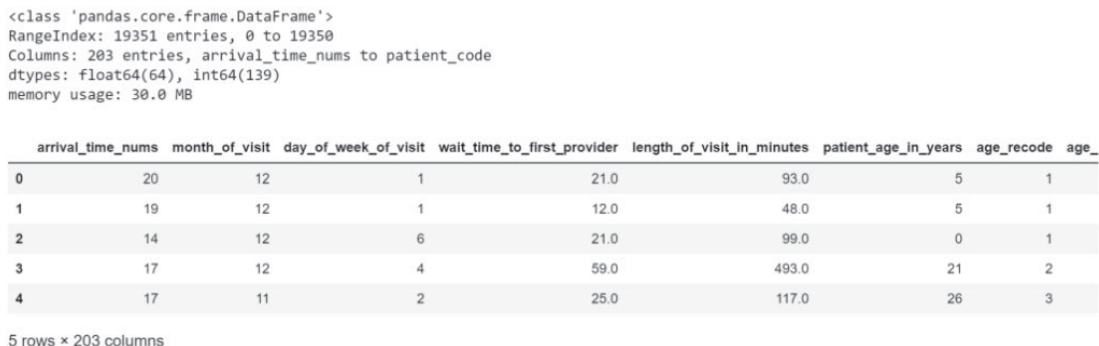 <class 'pandas.core.frame.DataFrame'>
RangeIndex: 19351 entries, 0 to 19350
Columns: 203 entries, arrival_time_nums to patient_code
dtypes: float64(64), int64(139)
memory usage: 30.0 MB
arrival_time_nums month_of_visit day_of_week_of_visit wait_time_to_first_provider length_of_visit_in_minutes patient_age_in_years age_recode age_
0 20 12 1 21.0 93.0 5 1
1 19 12 1 12.0 48.0 5 1
2 14 12 6 21.0 99.0 0 1
3 17 12 4 59.0 493.0 21 2
4 17 11 2 25.0 117.0 26 3
5 rows × 203 columns